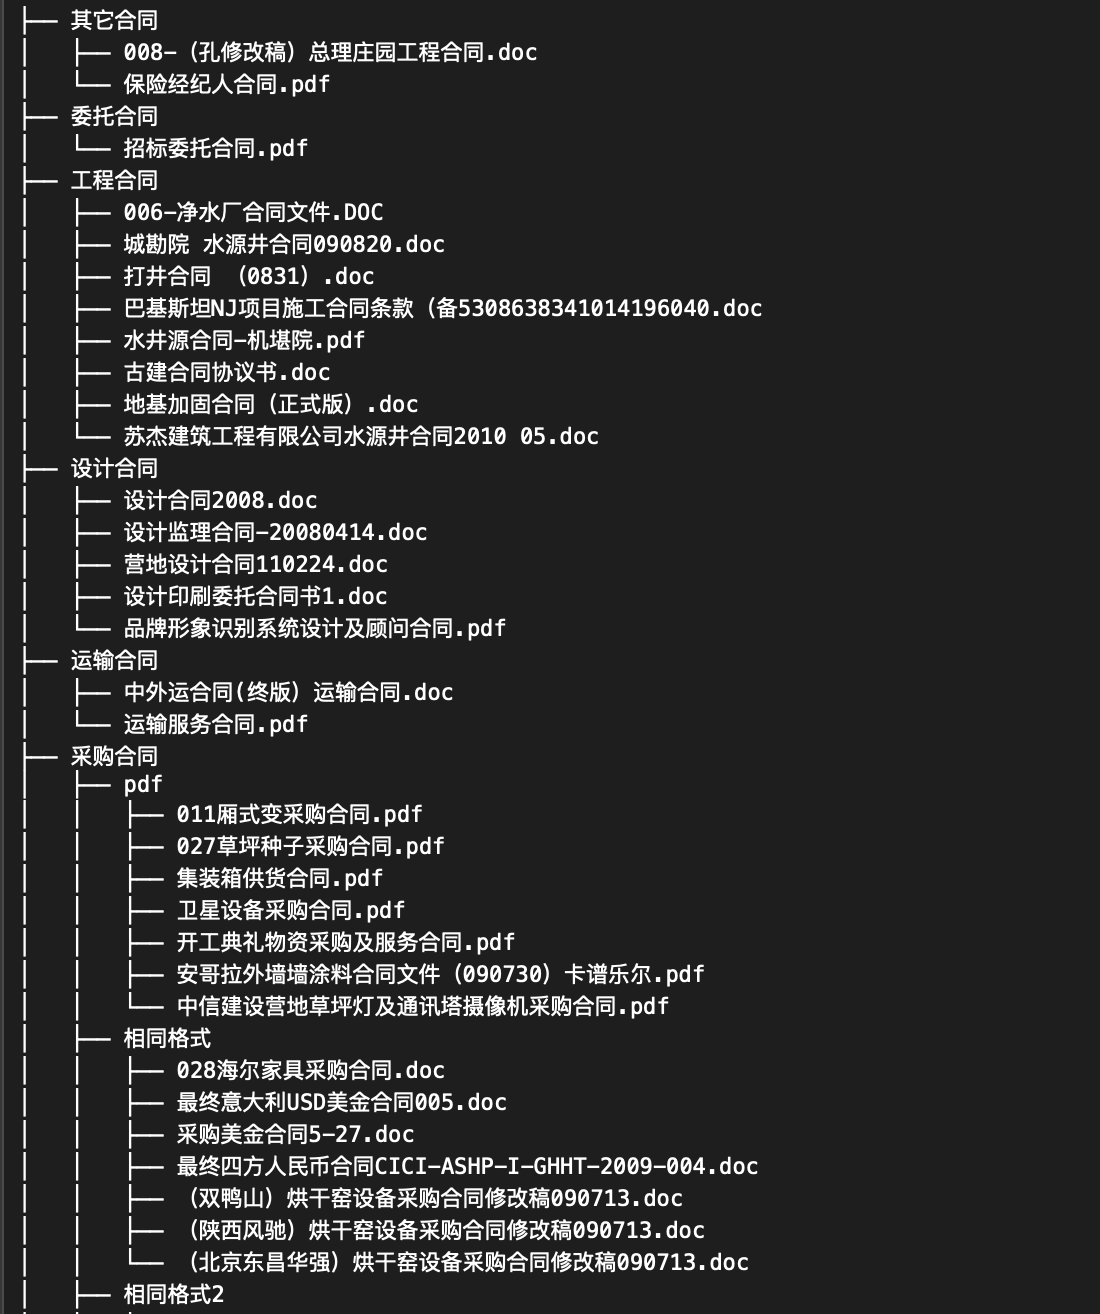 ├── 其它合同
│   ├── 008-（孔修改稿）总理庄园工程合同.doc
│   └── 保险经纪人合同.pdf
├── 委托合同
│   └── 招标委托合同.pdf
├── 工程合同
│   ├── 006-净水厂合同文件.DOC
│   ├── 城勘院 水源井合同090820.doc
│   ├── 打井合同 （0831）.doc
│   ├── 巴基斯坦NJ项目施工合同条款（备5308638341014196040.doc
│   ├── 水井源合同-机堪院.pdf
│   ├── 古建合同协议书.doc
│   ├── 地基加固合同（正式版）.doc
│   └── 苏杰建筑工程有限公司水源井合同2010 05.doc
├── 设计合同
│   ├── 设计合同2008.doc
│   ├── 设计监理合同-20080414.doc
│   ├── 营地设计合同110224.doc
│   ├── 设计印刷委托合同书1.doc
│   └── 品牌形象识别系统设计及顾问合同.pdf
├── 运输合同
│   ├── 中外运合同(终版）运输合同.doc
│   └── 运输服务合同.pdf
├── 采购合同
│   ├── pdf
│   │   ├── 011厢式变采购合同.pdf
│   │   ├── 027草坪种子采购合同.pdf
│   │   ├── 集装箱供货合同.pdf
│   │   ├── 卫星设备采购合同.pdf
│   │   ├── 开工典礼物资采购及服务合同.pdf
│   │   ├── 安哥拉外墙墙涂料合同文件（090730）卡谱乐尔.pdf
│   │   └── 中信建设营地草坪灯及通讯塔摄像机采购合同.pdf
│   ├── 相同格式
│   │   ├── 028海尔家具采购合同.doc
│   │   ├── 最终意大利USD美金合同005.doc
│   │   ├── 采购美金合同5-27.doc
│   │   ├── 最终四方人民币合同CICI-ASHP-I-GHHT-2009-004.doc
│   │   ├── （双鸭山）烘干窑设备采购合同修改稿090713.doc
│   │   ├── （陕西风驰）烘干窑设备采购合同修改稿090713.doc
│   │   └── （北京东昌华强）烘干窑设备采购合同修改稿090713.doc
│   ├── 相同格式2